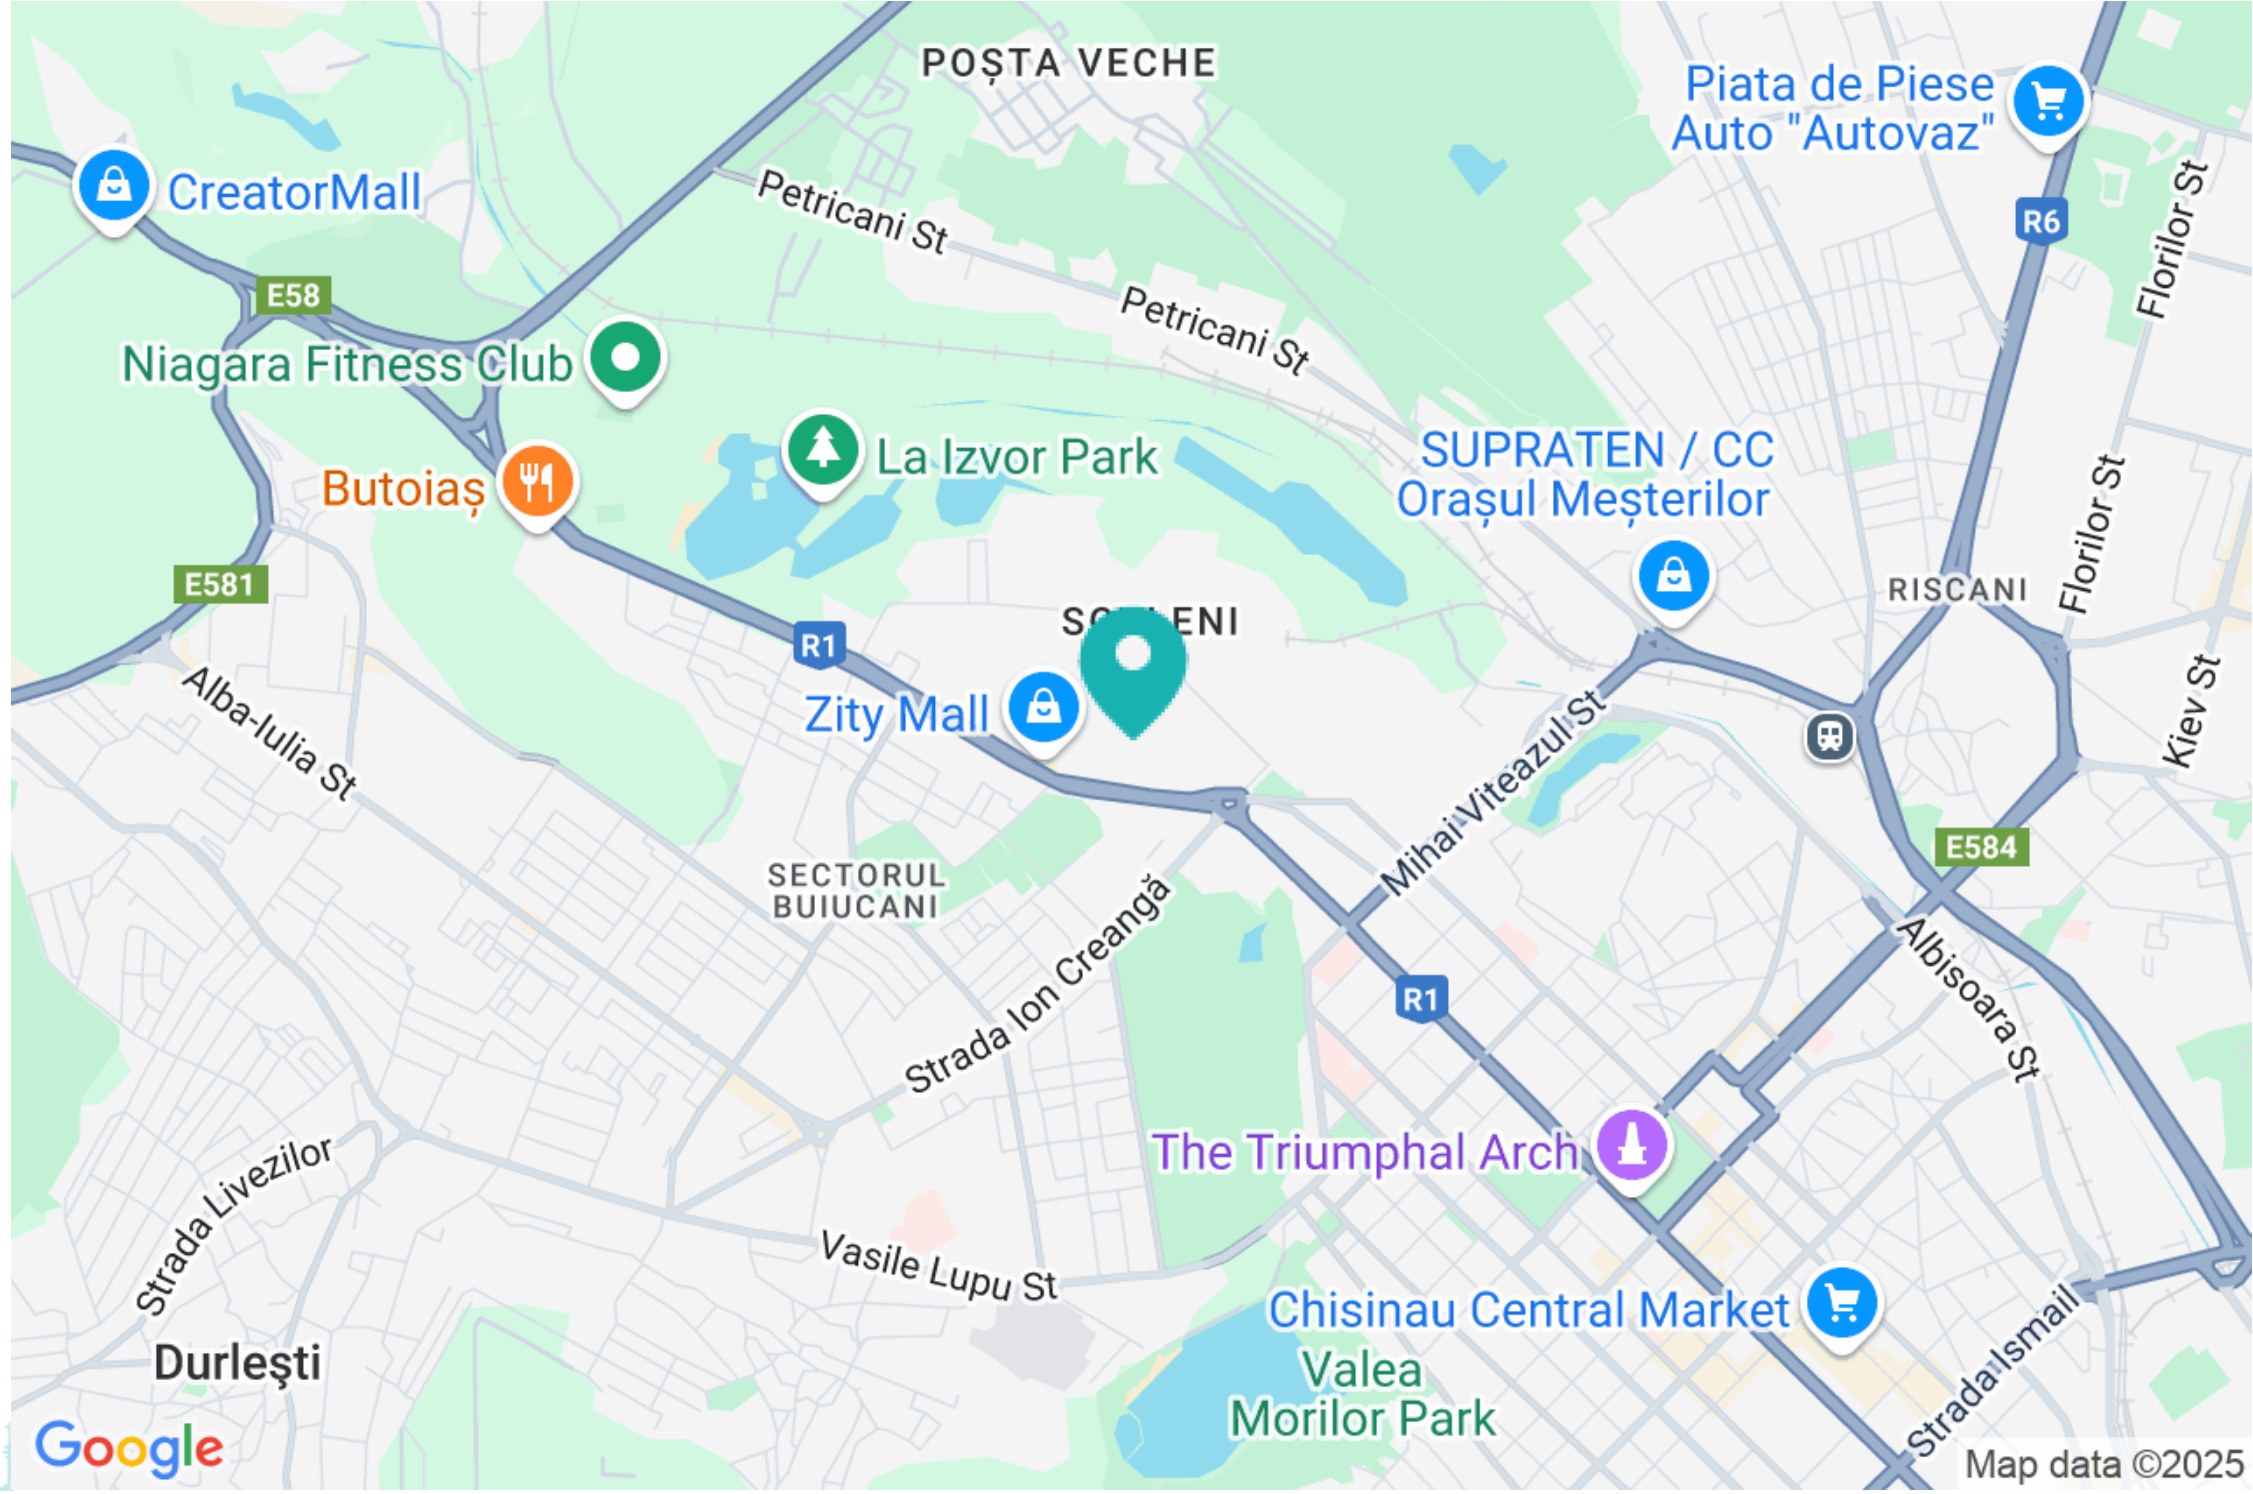 POȘTA VECHE
Piata de Piese
Auto "Autovaz"
CreatorMall
Petricani St
R6
Florilor St
E58
Petricani St
Niagara Fitness Club
La Izvor Park
SUPRATEN / CC
Orașul Meșterilor
Butoiaș
Florilor St
E581
RISCANI
R1
Alba-Iulia St
Zity Mall
Mihai Viteazul St
Kiev St
E584
SECTORUL
BUIUCANI
Strada Ion Creangă
Albisoara St
R1
The Triumphal Arch
Strada Livezilor
Vasile Lupu St
Chisinau Central Market
Strada Ismail
Durlești
Valea
Morilor Park
Google
Map data ©2025